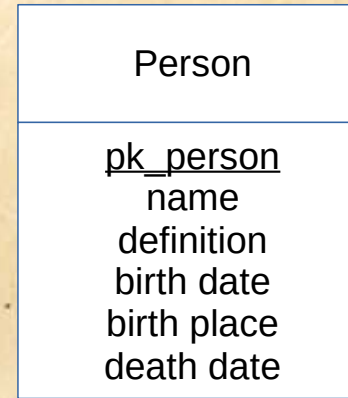 Person
pk_person
name
definition
birth date
birth place
death date